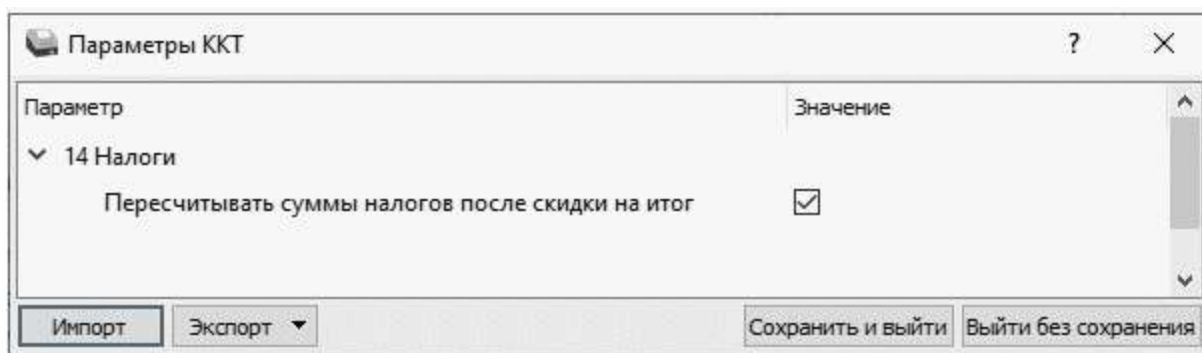 Параметры ККТ ?
Параметр Значение
14 Налоги
Пересчитывать суммы налогов после скидки на итог
Импорт Экспорт Сохранить и выйти Выйти без сохранения